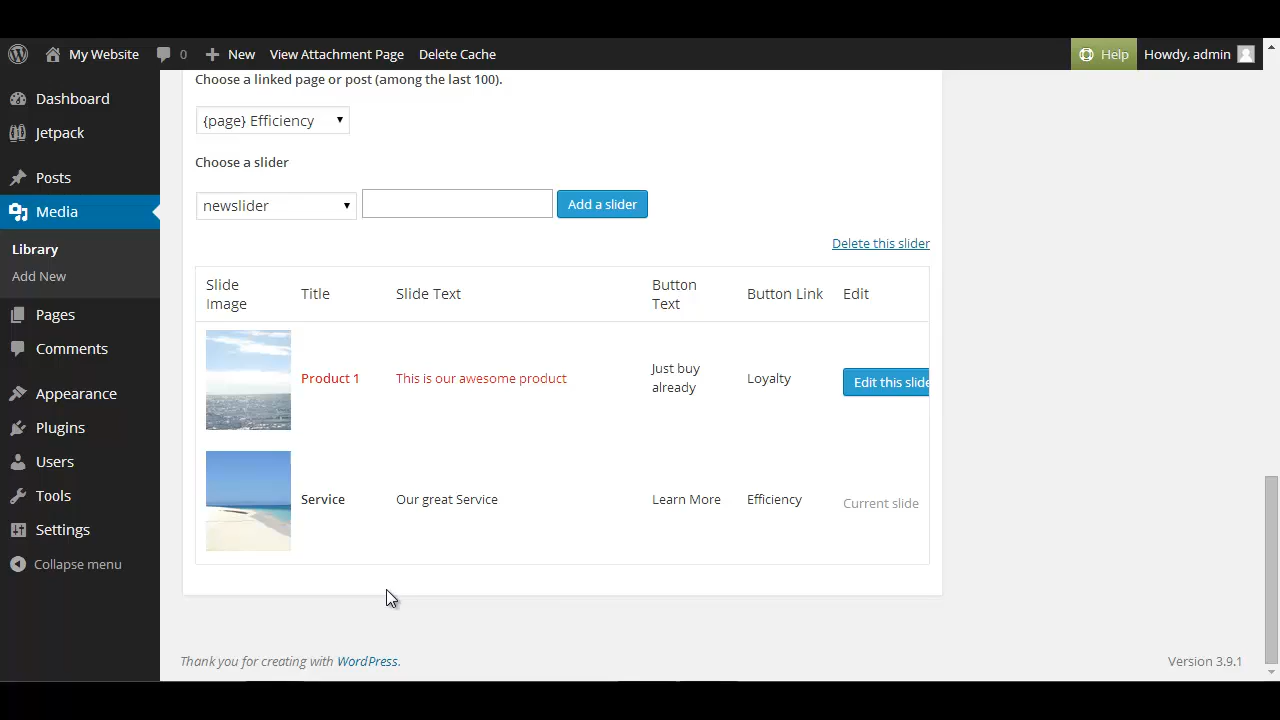 My Website
0
New
View Attachment Page
Delete Cache
Help
Howdy, admin
Dashboard
Jetpack
Posts
Media
Library
Add New
Pages
Comments
Appearance
Plugins
Users
Tools
Settings
Collapse menu
Choose a linked page or post (among the last 100).
{page} Efficiency
Choose a slider
newslider
Add a slider
Delete this slider
Slide Image
Title
Slide Text
Button Text
Button Link
Edit
Product 1
This is our awesome product
Just buy already
Loyalty
Edit this slide
Service
Our great Service
Learn More
Efficiency
Current slide
Thank you for creating with WordPress.
Version 3.9.1